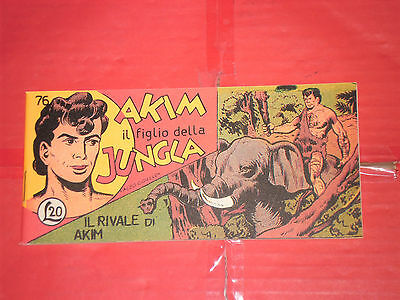 76
AKIM
il figlio della
JUNGLA
£20
IL RIVALE DI
AKIM